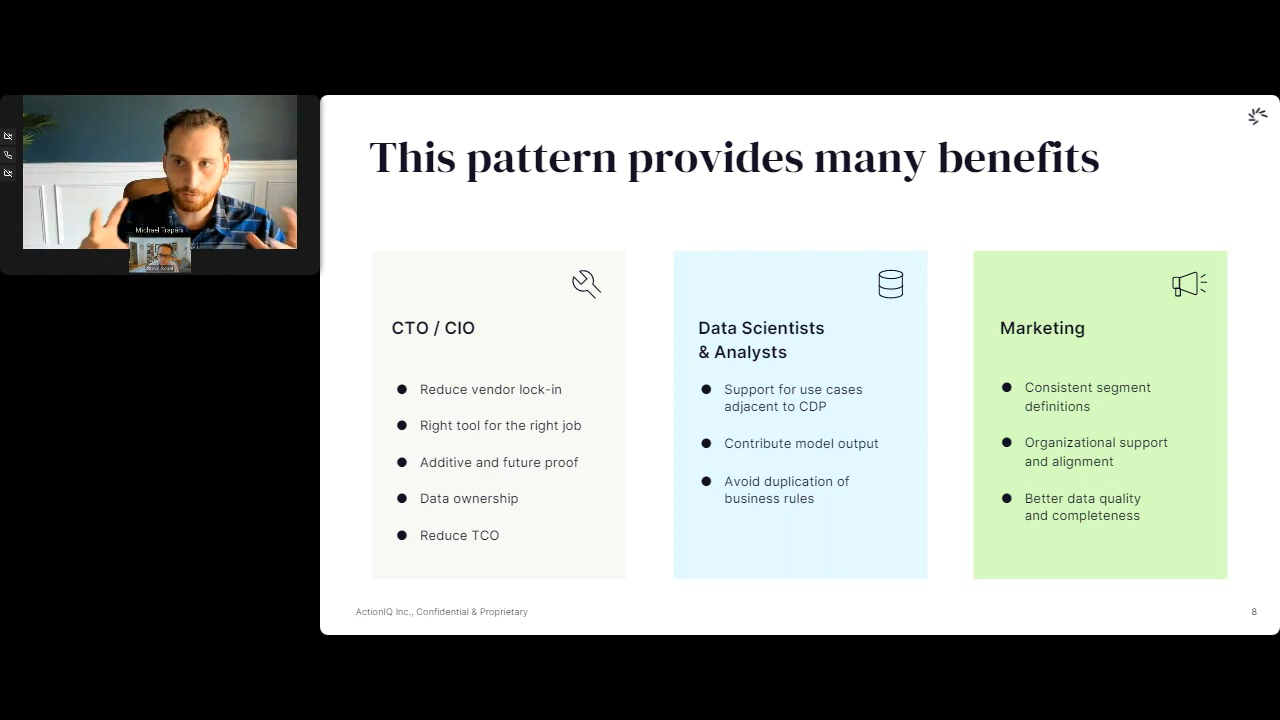 Michael Trapani
This pattern provides many benefits
CTO / CIO
Reduce vendor lock-in
Right tool for the right job
Additive and future proof
Data ownership
Reduce TCO
Data Scientists
& Analysts
Support for use cases
adjacent to CDP
Contribute model output
Avoid duplication of
business rules
Marketing
Consistent segment
definitions
Organizational support
and alignment
Better data quality
and completeness
ActionIQ Inc., Confidential & Proprietary
8